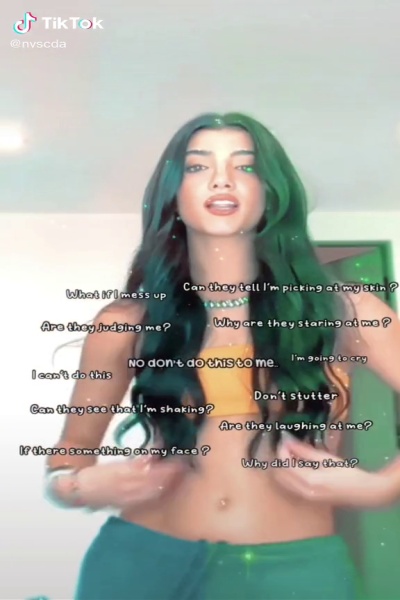 TikTok
@nvscda
Can they tell I'm picking at my skin?
What if I mess up
Are they judging me?
Why are they staring at me?
No don't do this to me..
I'm going to cry
I can't do this
Don't stutter
Can they see that I'm shaking?
Are they laughing at me?
If there something on my face?
Why did I say that?